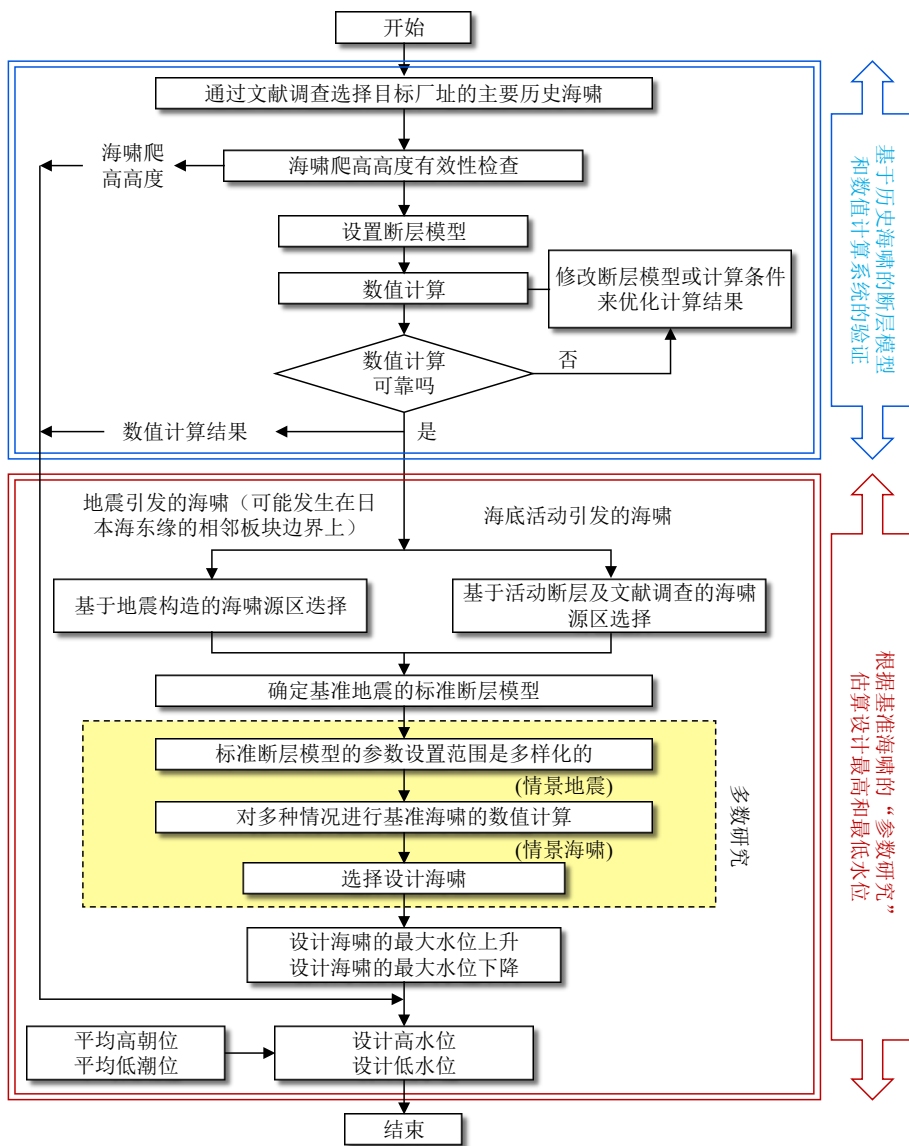 开始
通过文献调查选择目标厂址的主要历史海啸
海啸爬
高高度
海啸爬高高度有效性检查
设置断层模型
数值计算
修改断层模型或计算条件
来优化计算结果
数值计算
可靠吗
否
数值计算结果
是
基于历史海啸的断层模型
和数值计算系统的验证
地震引发的海啸（可能发生在日
本海东缘的相邻板块边界上）
海底活动引发的海啸
基于地震构造的海啸源区选择
基于活动断层及文献调查的海啸
源区选择
确定基准地震的标准断层模型
标准断层模型的参数设置范围是多样化的
(情景地震)
对多种情况进行基准海啸的数值计算
(情景海啸)
选择设计海啸
多数研究
设计海啸的最大水位上升
设计海啸的最大水位下降
平均高朝位
平均低潮位
设计高水位
设计低水位
根据基准海啸的“参数研究”
估算设计最高和最低水位
结束